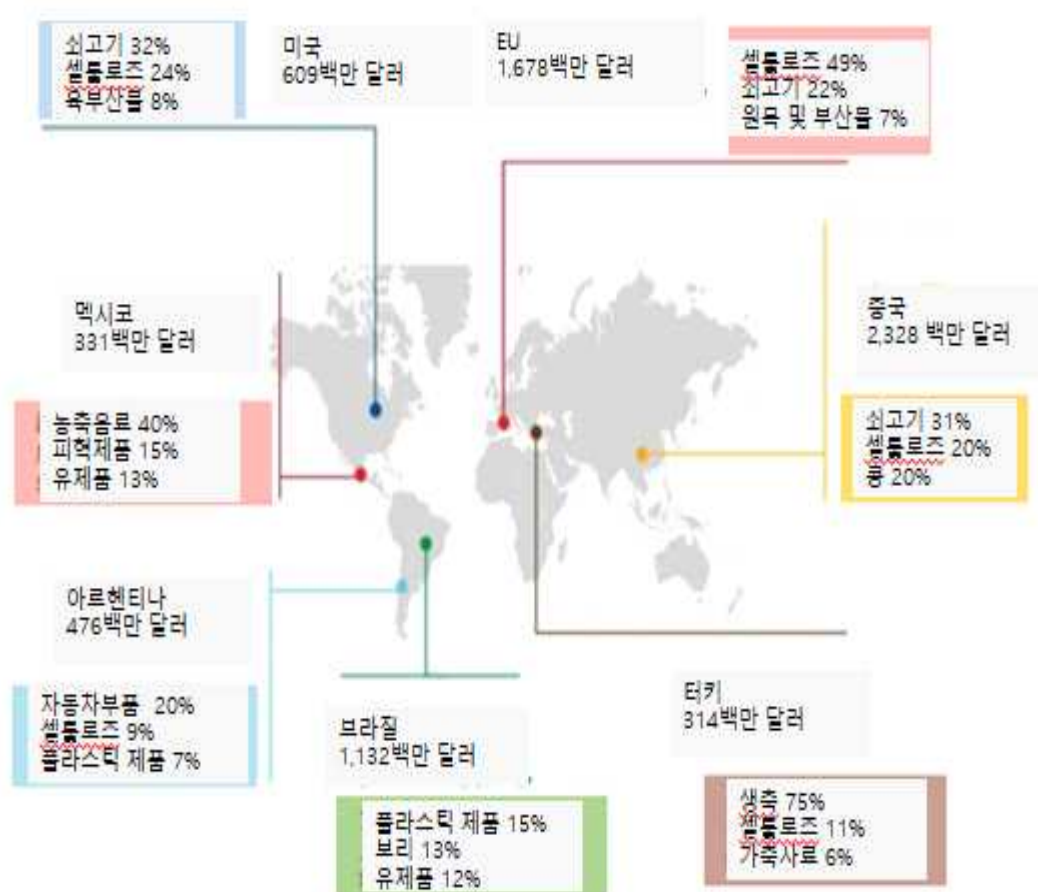 쇠고기 32%
셀룰로즈 24%
육부산물 8%
미국
609백만 달러
EU
1,678백만 달러
셀룰로즈 49%
쇠고기 22%
원목 및 부산물 7%
멕시코
331백만 달러
농축음료 40%
피혁제품 15%
유제품 13%
중국
2,328 백만 달러
쇠고기 31%
셀룰로즈 20%
콩 20%
아르헨티나
476백만 달러
자동차부품 20%
셀룰로즈 9%
플라스틱 제품 7%
브라질
1,132백만 달러
플라스틱 제품 15%
브리 13%
유제품 12%
터키
314백만 달러
생축 75%
셀룰로즈 11%
가축사료 6%